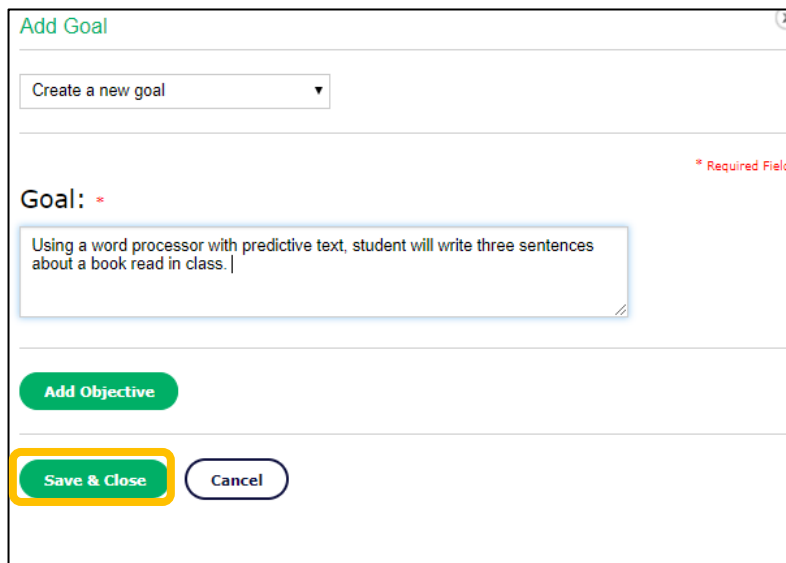 Add Goal
Create a new goal
* Required Field
Goal: *
Using a word processor with predictive text, student will write three sentences
about a book read in class.
Add Objective
Save & Close
Cancel